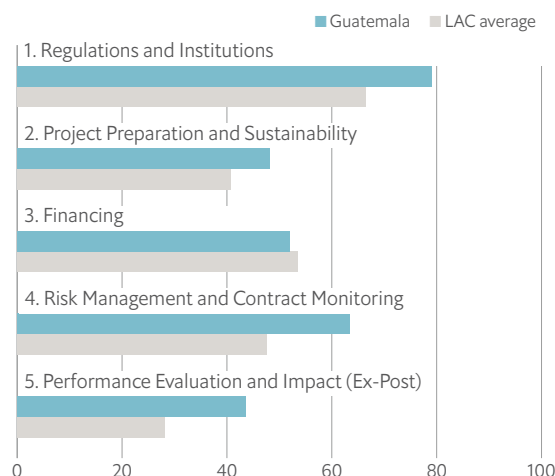 Guatemala LAC average
1. Regulations and Institutions
2. Project Preparation and Sustainability
3. Financing
4. Risk Management and Contract Monitoring
5. Performance Evaluation and Impact (Ex-Post)
0 20 40 60 80 100